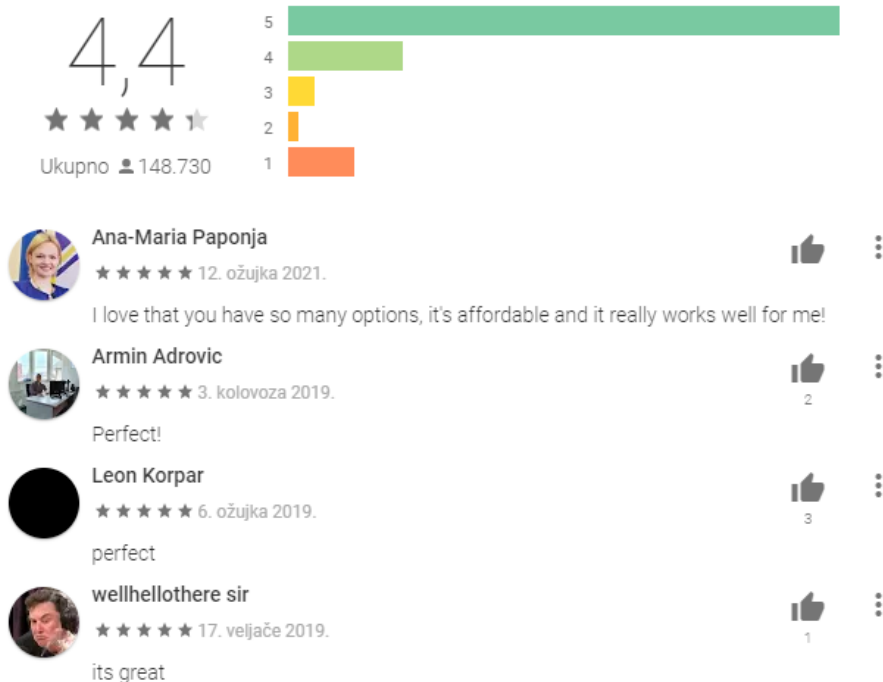 4,4
Ukupno 148.730
5
4
3
2
1
Ana-Maria Paponja
12. ožujka 2021.
I love that you have so many options, it's affordable and it really works well for me!
Armin Adrovic
3. kolovoza 2019.
2
Perfect!
Leon Korpar
6. ožujka 2019.
3
perfect
wellhellothere sir
17. veljače 2019.
1
its great